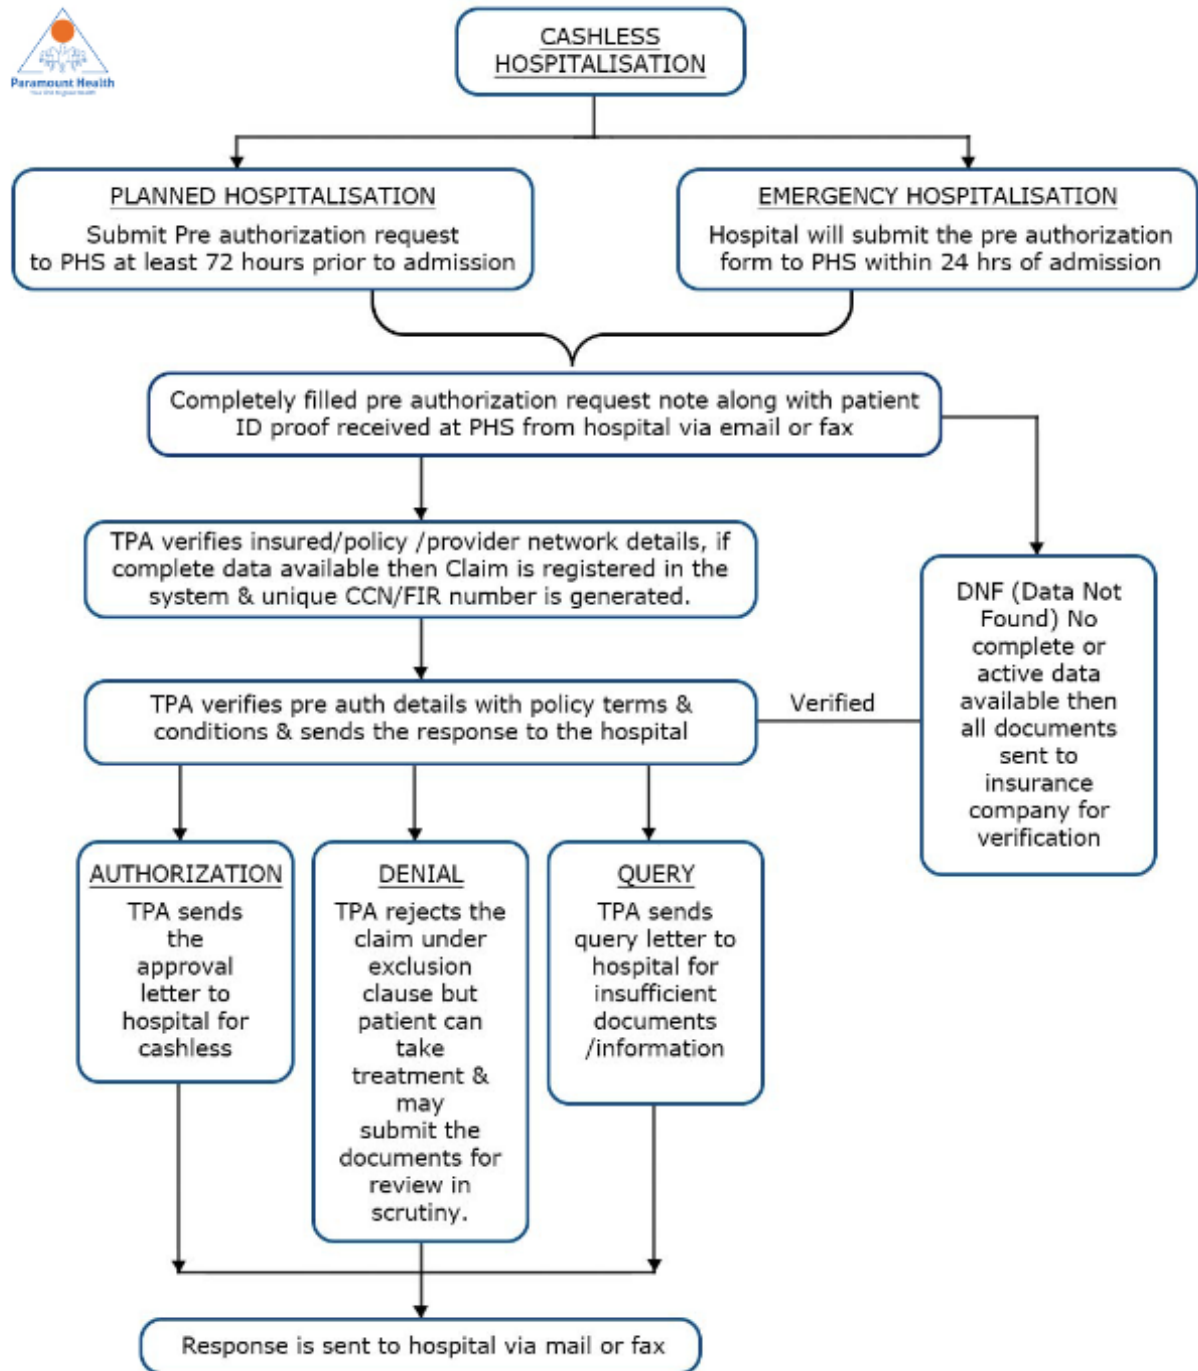 Paramount Health
CASHLESS
HOSPITALISATION
PLANNED HOSPITALISATION
Submit Pre authorization request
to PHS at least 72 hours prior to admission
EMERGENCY HOSPITALISATION
Hospital will submit the pre authorization
form to PHS within 24 hrs of admission
Completely filled pre authorization request note along with patient
ID proof received at PHS from hospital via email or fax
TPA verifies insured/policy /provider network details, if
complete data available then Claim is registered in the
system & unique CCN/FIR number is generated.
DNF (Data Not
Found) No
complete or
active data
available then
all documents
sent to
insurance
company for
verification
Verified
TPA verifies pre auth details with policy terms &
conditions & sends the response to the hospital
AUTHORIZATION
TPA sends
the
approval
letter to
hospital for
cashless
DENIAL
TPA rejects the
claim under
exclusion
clause but
patient can
take
treatment &
may
submit the
documents for
review in
scrutiny.
QUERY
TPA sends
query letter to
hospital for
insufficient
documents
/information
Response is sent to hospital via mail or fax